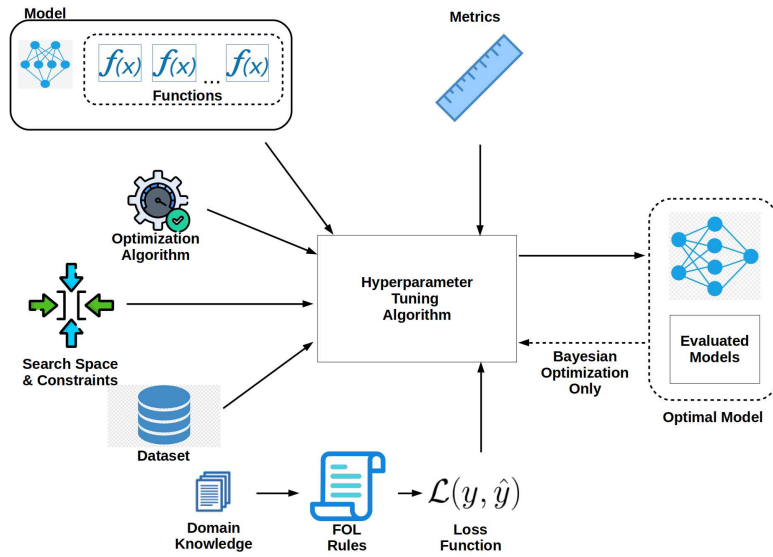 Model
Metrics
f(x) f(x) ... f(x)
Functions
Optimization
Algorithm
Hyperparameter
Tuning
Algorithm
Search Space
& Constraints
Evaluated
Models
Bayesian
Optimization
Only
Optimal Model
Dataset
Domain
Knowledge
FOL
Rules
ℒ(y, ŷ)
Loss
Function